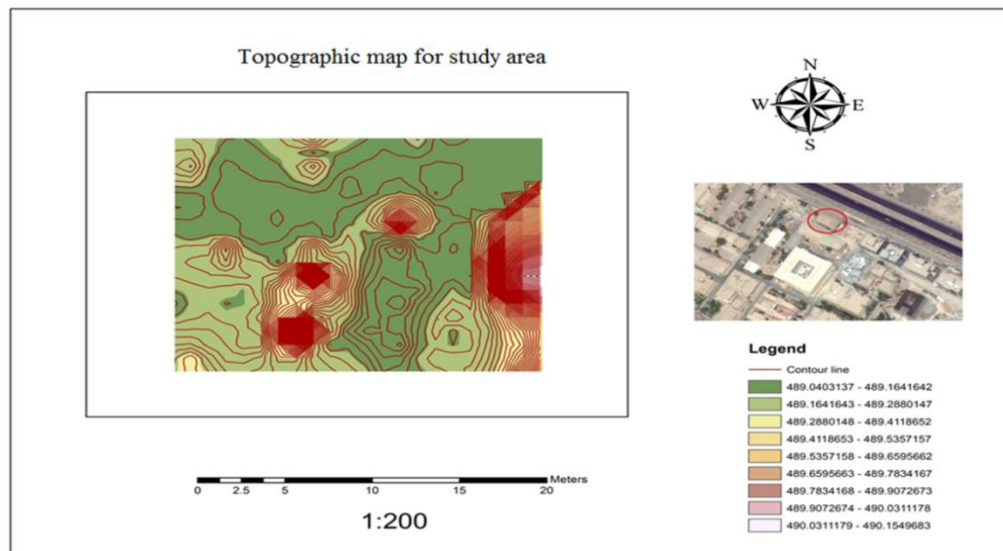 Topographic map for study area
N
W E
S
Legend
Contour line
489.0403137 - 489.1641642
489.1641643 - 489.2880147
489.2880148 - 489.4118652
489.4118653 - 489.5357157
489.5357158 - 489.6595662
489.6595663 - 489.7834167
489.7834168 - 489.9072673
489.9072674 - 490.0311178
490.0311179 - 490.1549683
Meters
0 2.5 5 10 15 20
1:200